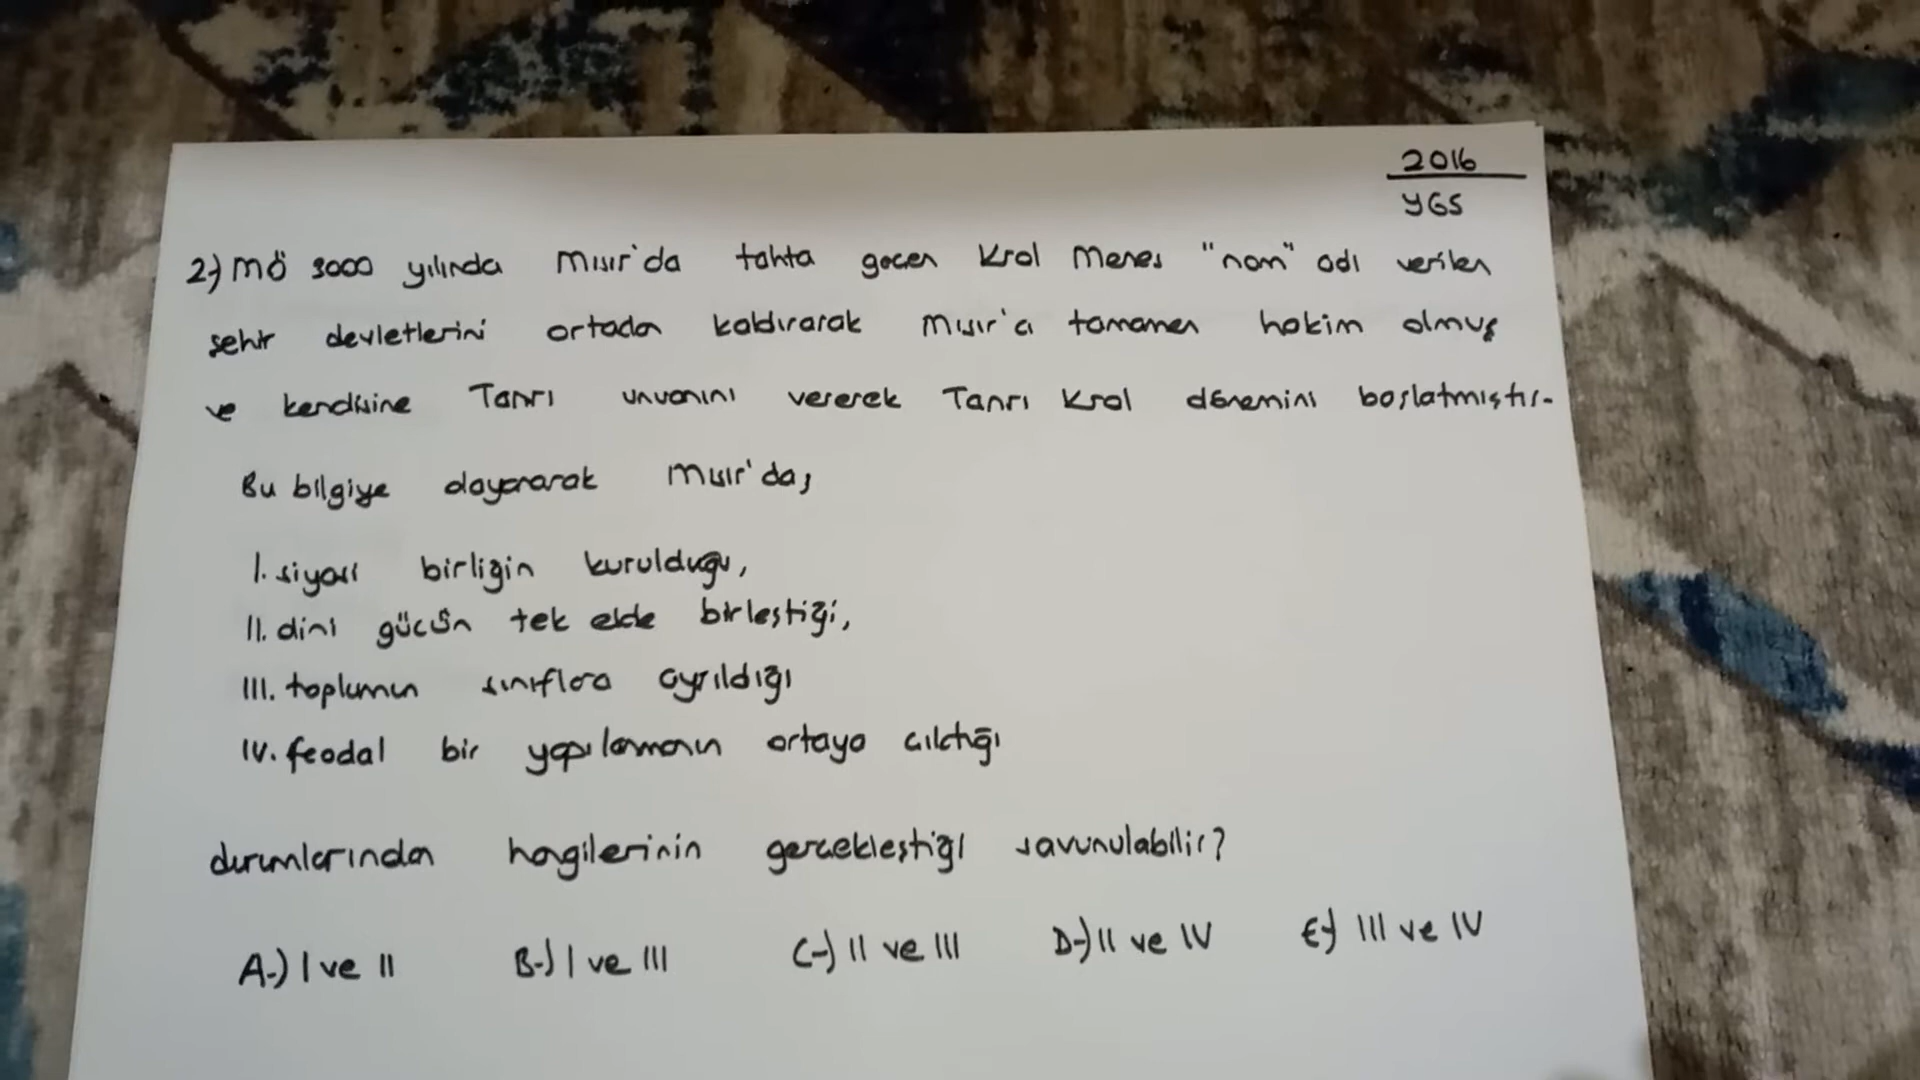 2016
YGS
2-) MÖ 3000 yılında Mısır'da tahta geçen Kral Menes "nom" adı verilen
şehir devletlerini ortadan kaldırarak Mısır'a tamamen hakim olmuş
ve kendisine Tanrı unvanını vererek Tanrı Kral dönemini başlatmıştır.
Bu bilgiye dayanarak Mısır'da;
I. siyasi birliğin kurulduğu,
II. dini gücün tek elde birleştiği,
III. toplumun sınıflara ayrıldığı
IV. feodal bir yapılanmanın ortaya çıktığı
durumlarından hangilerinin gerçekleştiği savunulabilir?
A-) I ve II B-) I ve III C-) II ve III D-) II ve IV E-) III ve IV